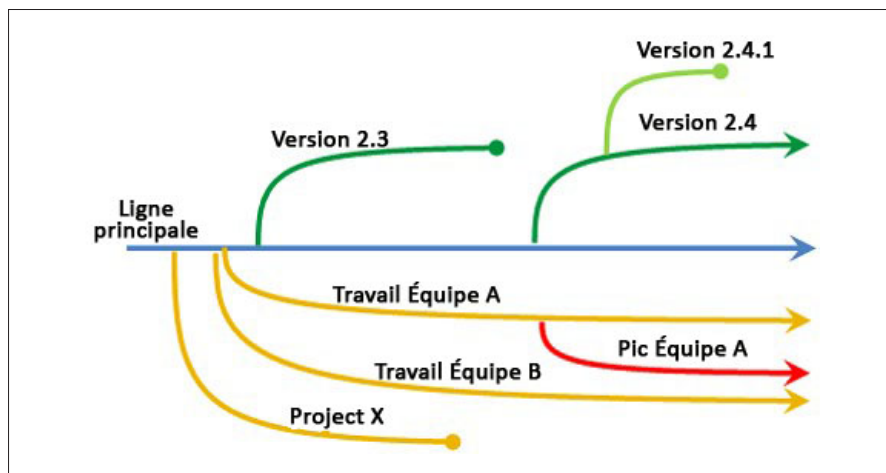 Version 2.4.1
Version 2.4
Version 2.3
Ligne
principale
Travail Équipe A
Pic Équipe A
Travail Équipe B
Project X